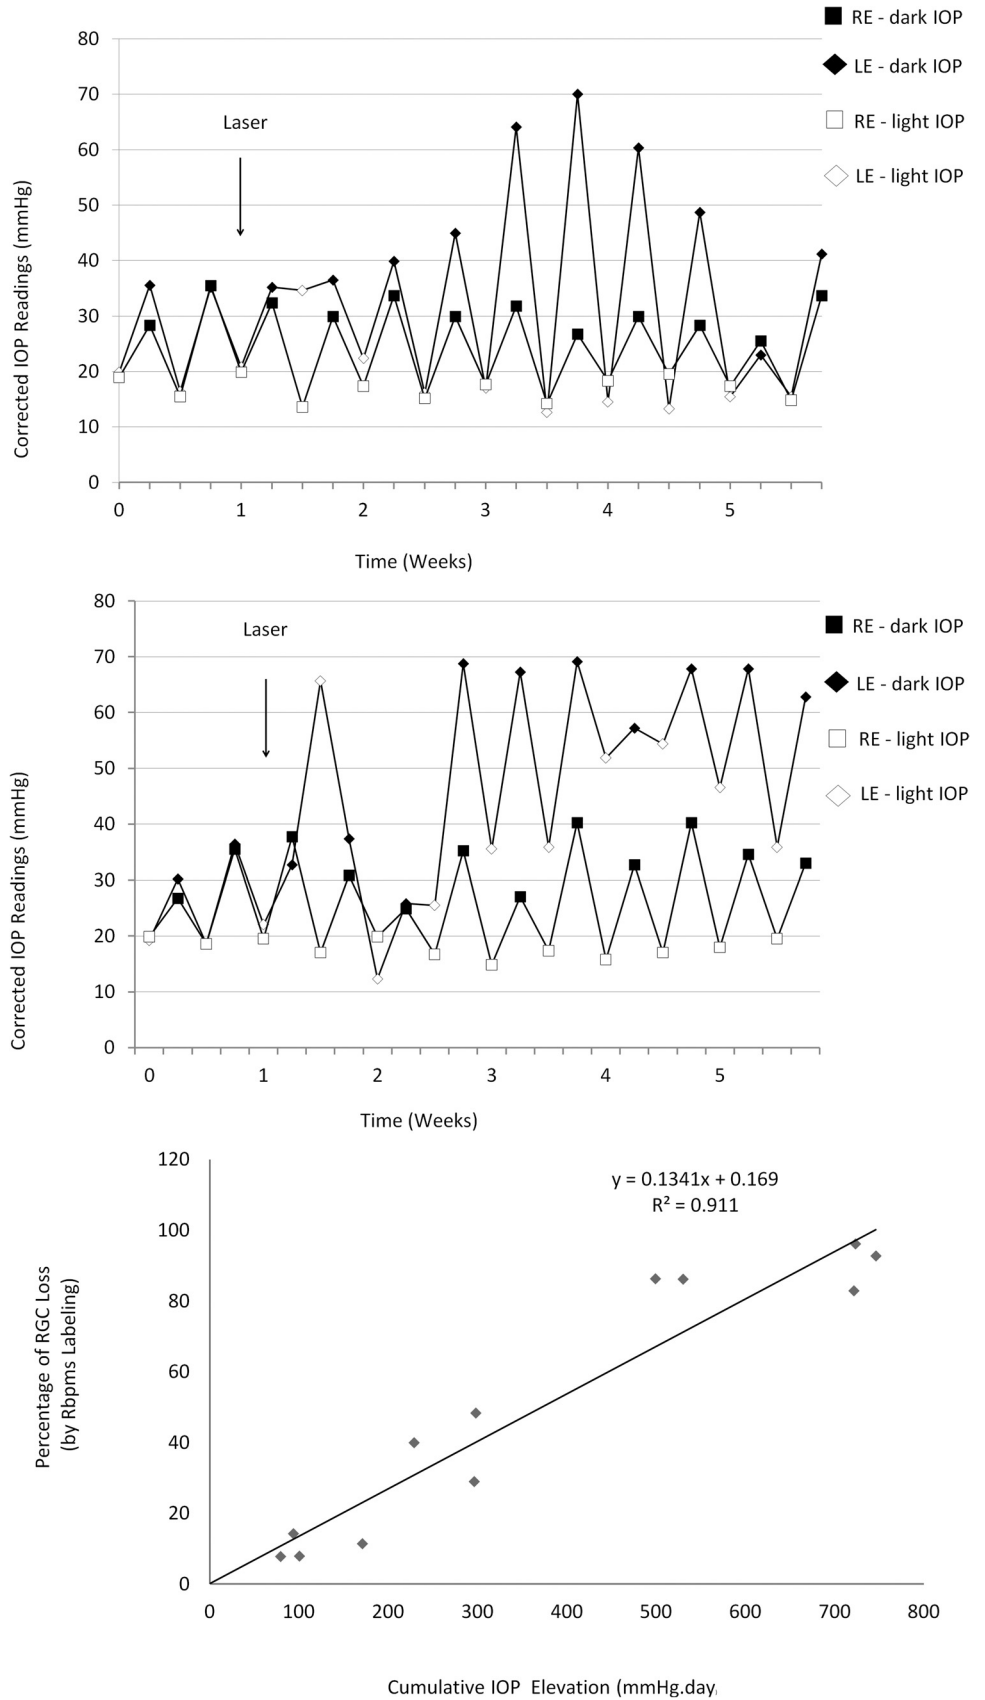 RE - dark IOP
LE - dark IOP
RE - light IOP
LE - light IOP
Laser
Corrected IOP Readings (mmHg)
80
70
60
50
40
30
20
10
0
0 1 2 3 4 5
Time (Weeks)
RE - dark IOP
LE - dark IOP
RE - light IOP
LE - light IOP
Laser
Corrected IOP Readings (mmHg)
80
70
60
50
40
30
20
10
0
0 1 2 3 4 5
Time (Weeks)
y = 0.1341x + 0.169
R² = 0.911
Percentage of RGC Loss
(by Rbpms Labeling)
120
100
80
60
40
20
0
0 100 200 300 400 500 600 700 800
Cumulative IOP Elevation (mmHg.day